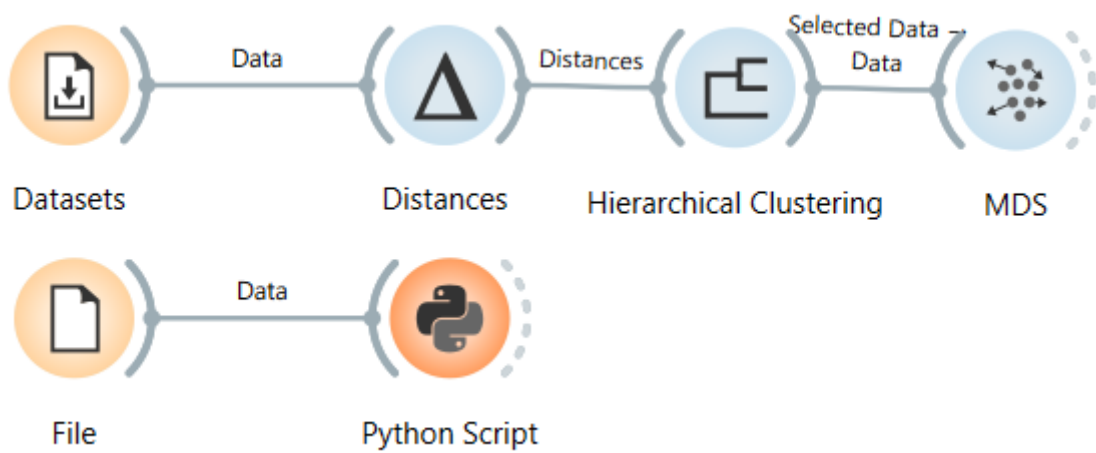 Data
Distances
Selected Data →
Data
Datasets
Distances
Hierarchical Clustering
MDS
Data
File
Python Script